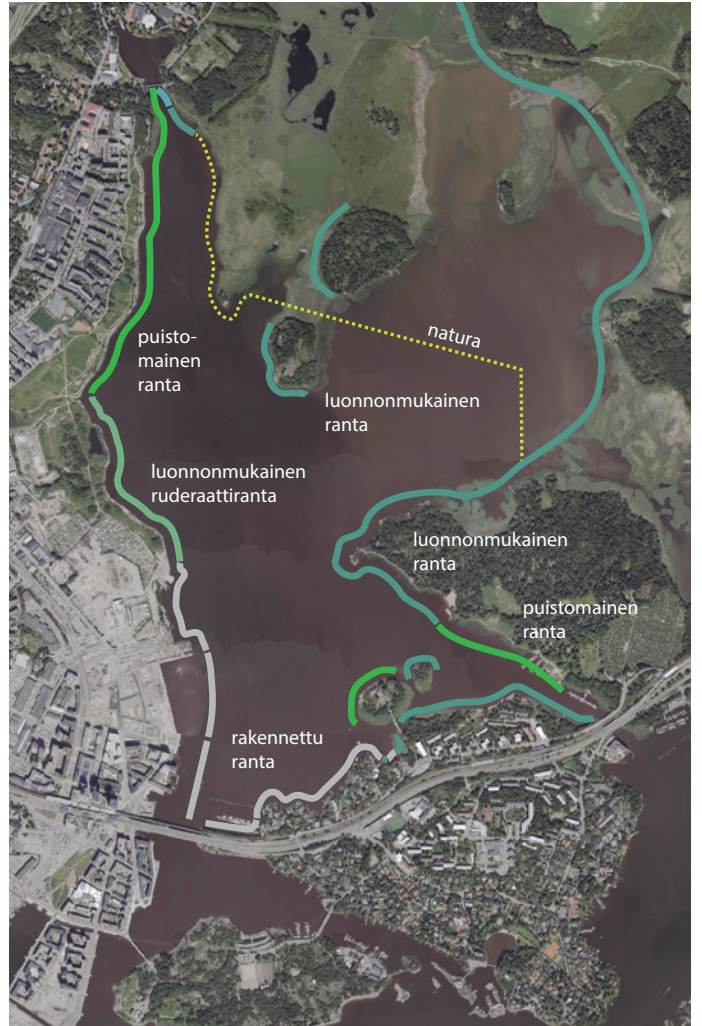 natura
puisto-
mainen
ranta
luonnonmukainen
ranta
luonnonmukainen
ruderaattiranta
luonnonmukainen
ranta
puistomainen
ranta
rakennettu
ranta